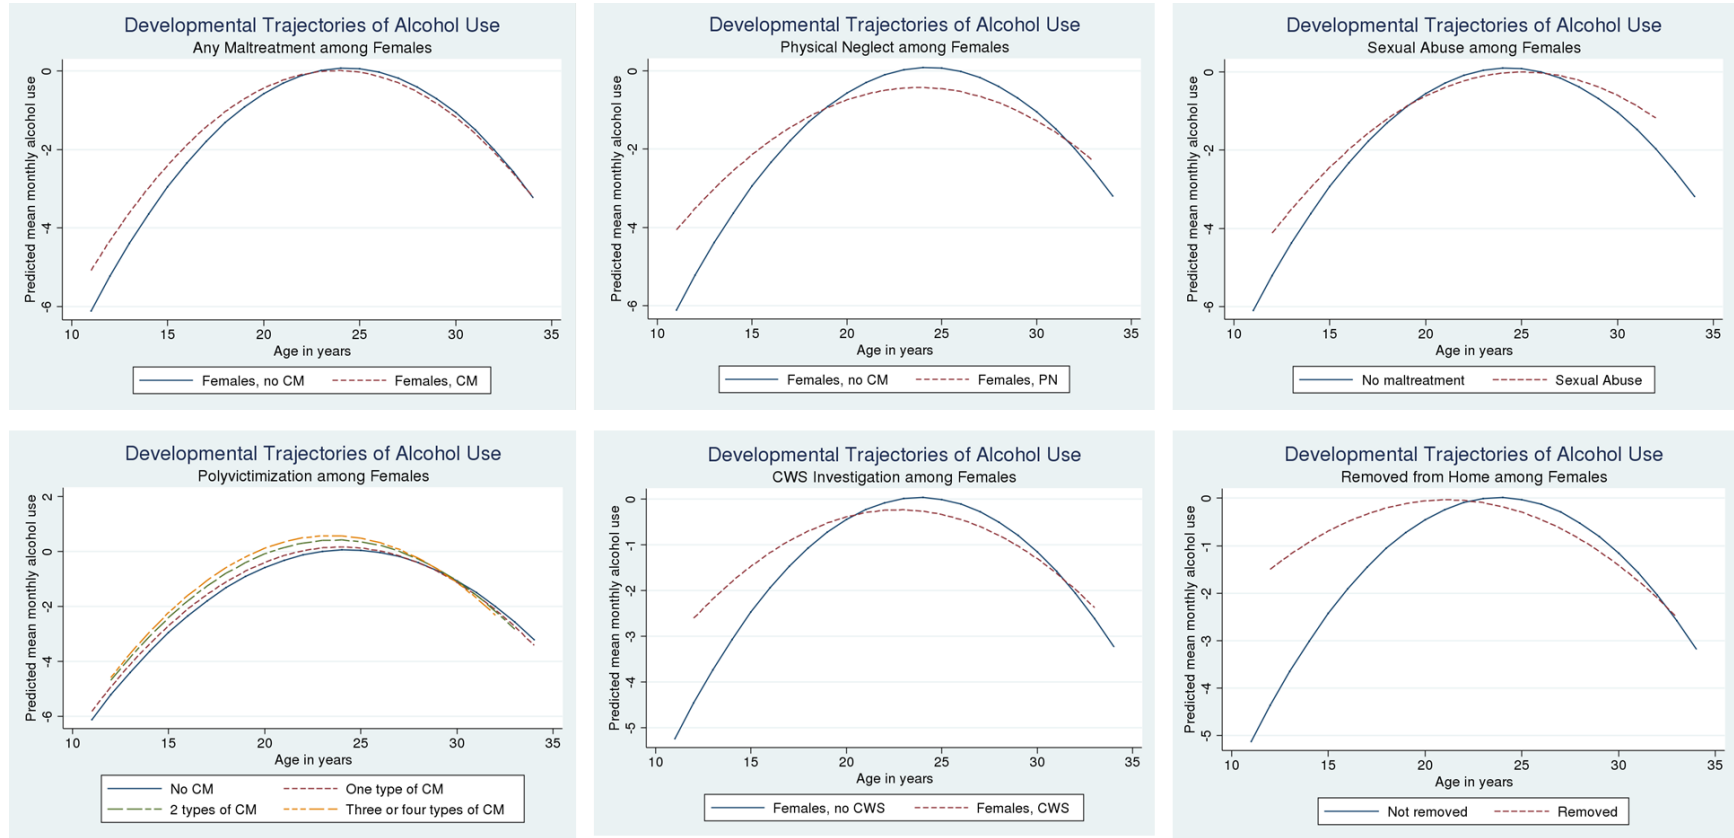 Developmental Trajectories of Alcohol Use
Any Maltreatment among Females
Predicted mean monthly alcohol use
0
-2
-4
-6
10 15 20 25 30 35
Age in years
Females, no CM Females, CM
Developmental Trajectories of Alcohol Use
Physical Neglect among Females
Predicted mean monthly alcohol use
0
-2
-4
-6
10 15 20 25 30 35
Age in years
Females, no CM Females, PN
Developmental Trajectories of Alcohol Use
Sexual Abuse among Females
Predicted mean monthly alcohol use
0
-2
-4
-6
10 15 20 25 30 35
Age in years
No maltreatment Sexual Abuse
Developmental Trajectories of Alcohol Use
Polyvictimization among Females
Predicted mean monthly alcohol use
2
0
-2
-4
-6
10 15 20 25 30 35
Age in years
No CM One type of CM
2 types of CM Three or four types of CM
Developmental Trajectories of Alcohol Use
CWS Investigation among Females
Predicted mean monthly alcohol use
0
-1
-2
-3
-4
-5
10 15 20 25 30 35
Age in years
Females, no CWS Females, CWS
Developmental Trajectories of Alcohol Use
Removed from Home among Females
Predicted mean monthly alcohol use
0
-1
-2
-3
-4
-5
10 15 20 25 30 35
Age in years
Not removed Removed